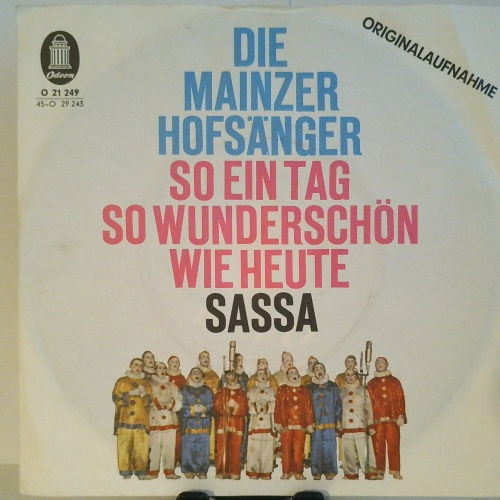 Odeon
O 21 249
45-O 29 243
ORIGINALAUFNAHME
DIE
MAINZER
HOFSÄNGER
SO EIN TAG
SO WUNDERSCHÖN
WIE HEUTE
SASSA